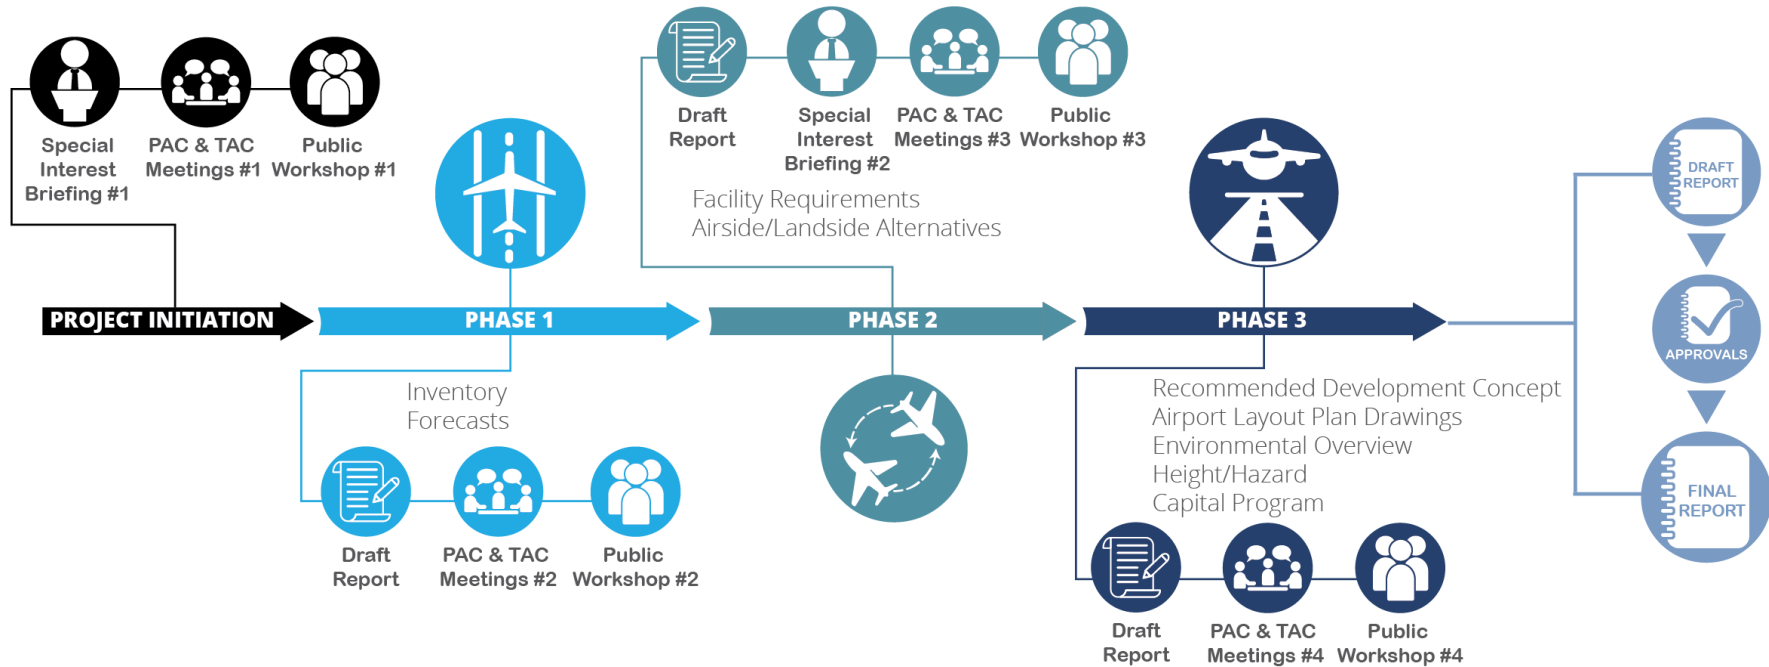 Special
Interest
Briefing #1
PAC & TAC
Meetings #1
Public
Workshop #1
PROJECT INITIATION
PHASE 1
Inventory
Forecasts
Draft
Report
PAC & TAC
Meetings #2
Public
Workshop #2
Draft
Report
Special
Interest
Briefing #2
PAC & TAC
Meetings #3
Public
Workshop #3
Facility Requirements
Airside/Landside Alternatives
PHASE 2
PHASE 3
Recommended Development Concept
Airport Layout Plan Drawings
Environmental Overview
Height/Hazard
Capital Program
Draft
Report
PAC & TAC
Meetings #4
Public
Workshop #4
DRAFT
REPORT
APPROVALS
FINAL
REPORT